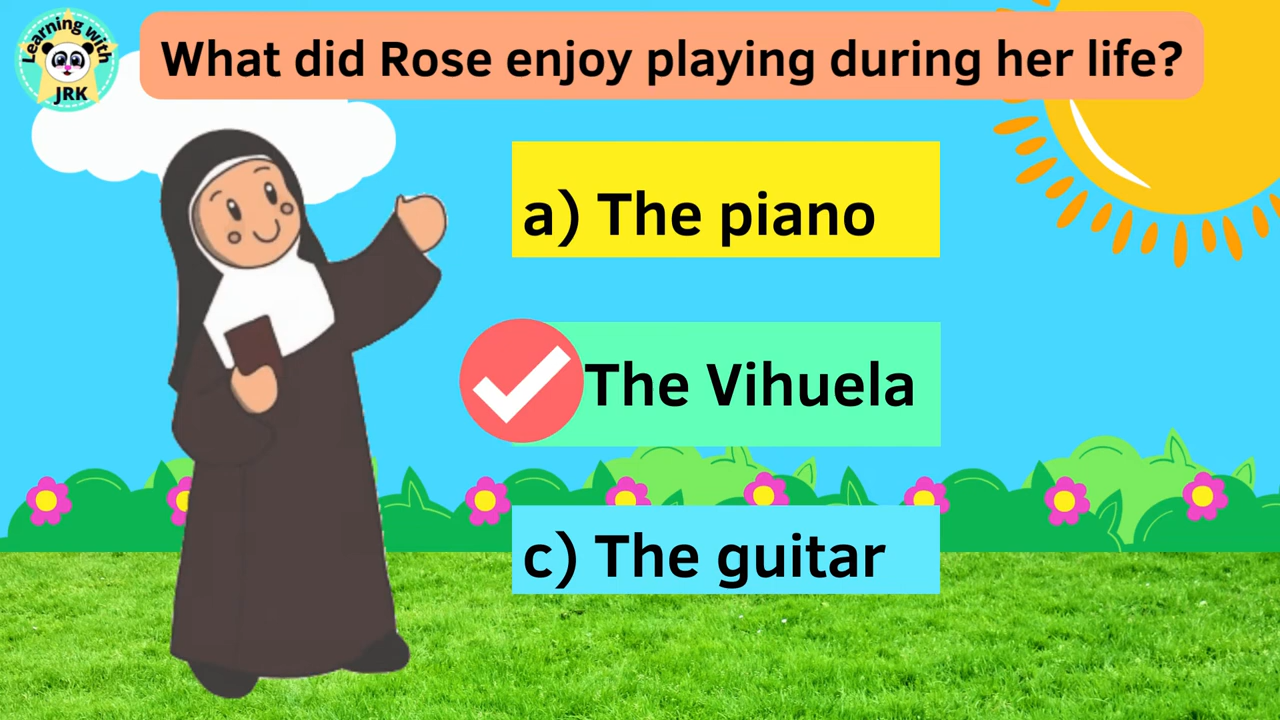 Learning with
JRK
What did Rose enjoy playing during her life?
a) The piano
The Vihuela
c) The guitar